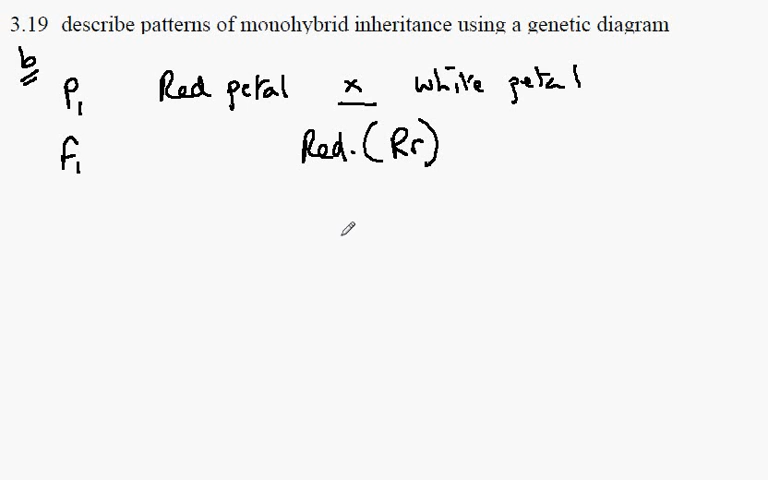 3.19 describe patterns of monohybrid inheritance using a genetic diagram
b
P1 Red petal x white petal
F1 Red. (Rr)